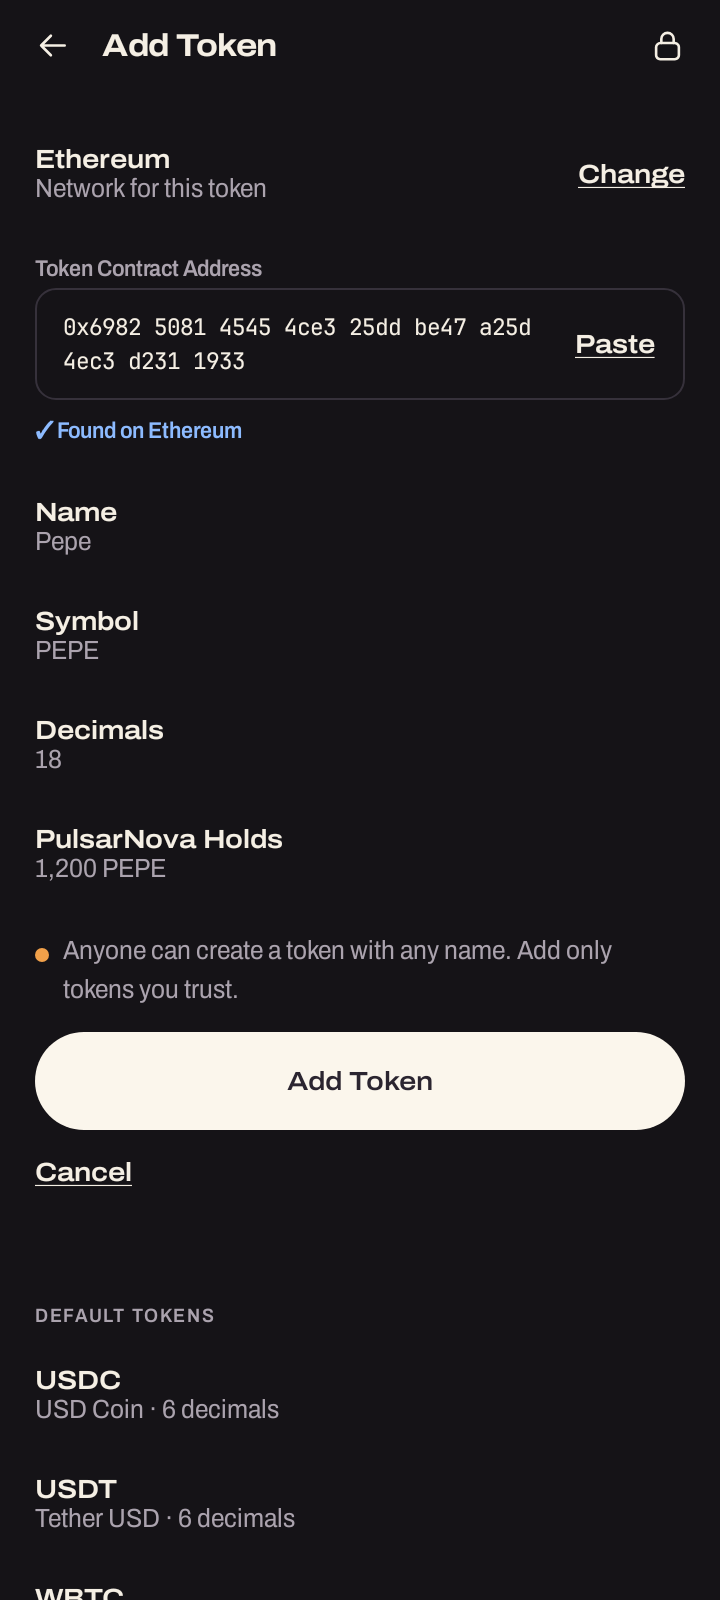 Add Token
Ethereum
Network for this token
Change
Token Contract Address
0x6982 5081 4545 4ce3 25dd be47 a25d
4ec3 d231 1933
Paste
✓ Found on Ethereum
Name
Pepe
Symbol
PEPE
Decimals
18
PulsarNova Holds
1,200 PEPE
Anyone can create a token with any name. Add only
tokens you trust.
Add Token
Cancel
DEFAULT TOKENS
USDC
USD Coin · 6 decimals
USDT
Tether USD · 6 decimals
WBTC